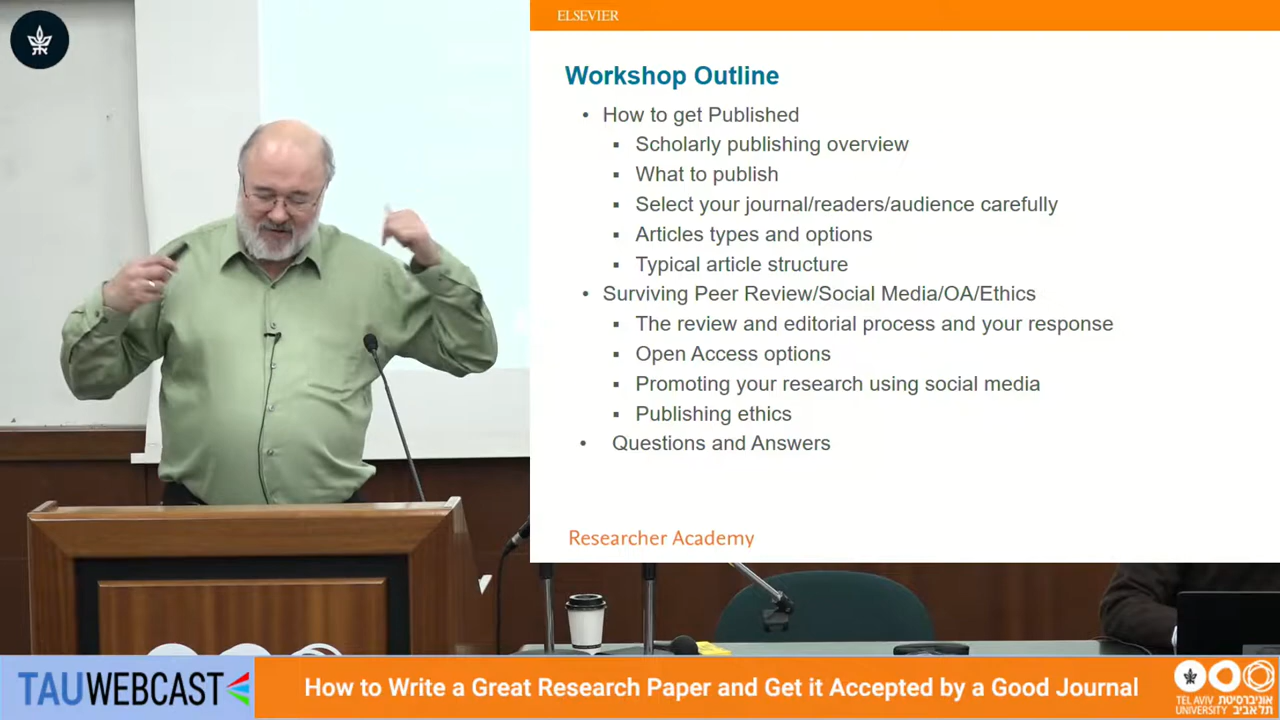 ELSEVIER
Workshop Outline
• How to get Published
▪ Scholarly publishing overview
▪ What to publish
▪ Select your journal/readers/audience carefully
▪ Articles types and options
▪ Typical article structure
• Surviving Peer Review/Social Media/OA/Ethics
▪ The review and editorial process and your response
▪ Open Access options
▪ Promoting your research using social media
▪ Publishing ethics
• Questions and Answers
Researcher Academy
TAUWEBCAST
How to Write a Great Research Paper and Get it Accepted by a Good Journal
TEL AVIV UNIVERSITY
אוניברסיטת תל אביב